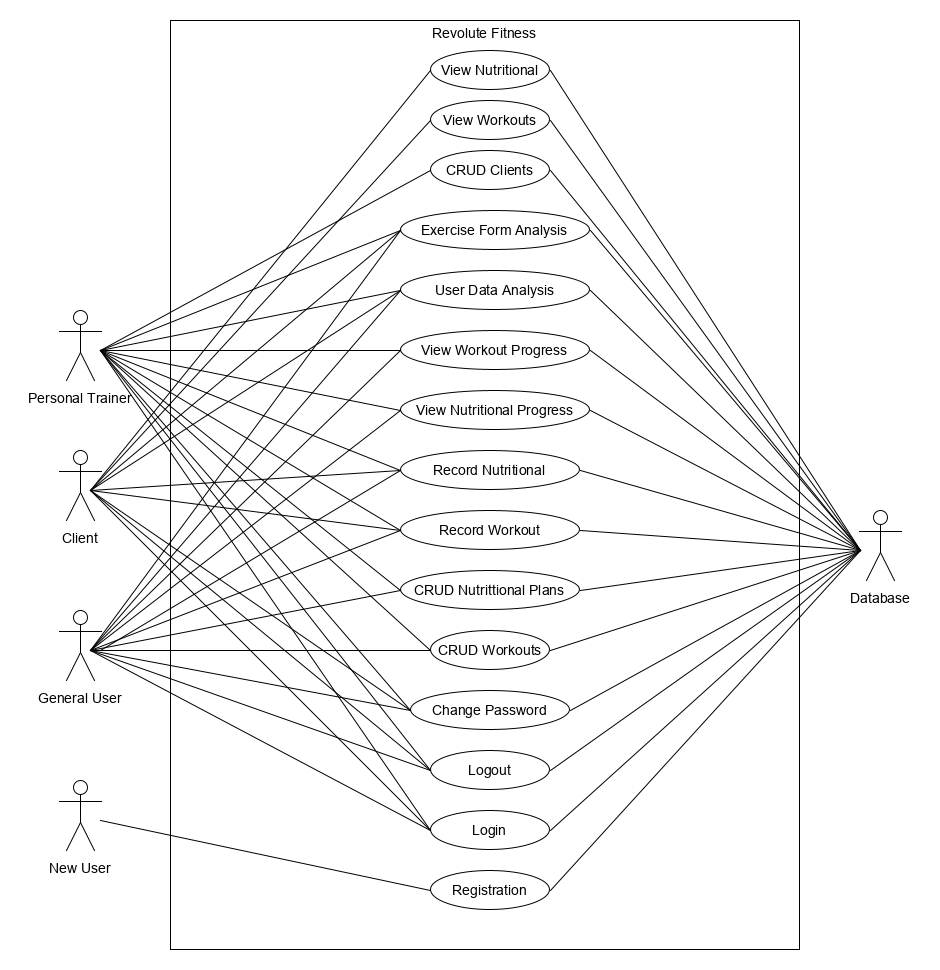 Revolute Fitness
View Nutritional
View Workouts
CRUD Clients
Exercise Form Analysis
User Data Analysis
View Workout Progress
View Nutritional Progress
Record Nutritional
Record Workout
CRUD Nutrittional Plans
CRUD Workouts
Change Password
Logout
Login
Registration
Personal Trainer
Client
General User
New User
Database